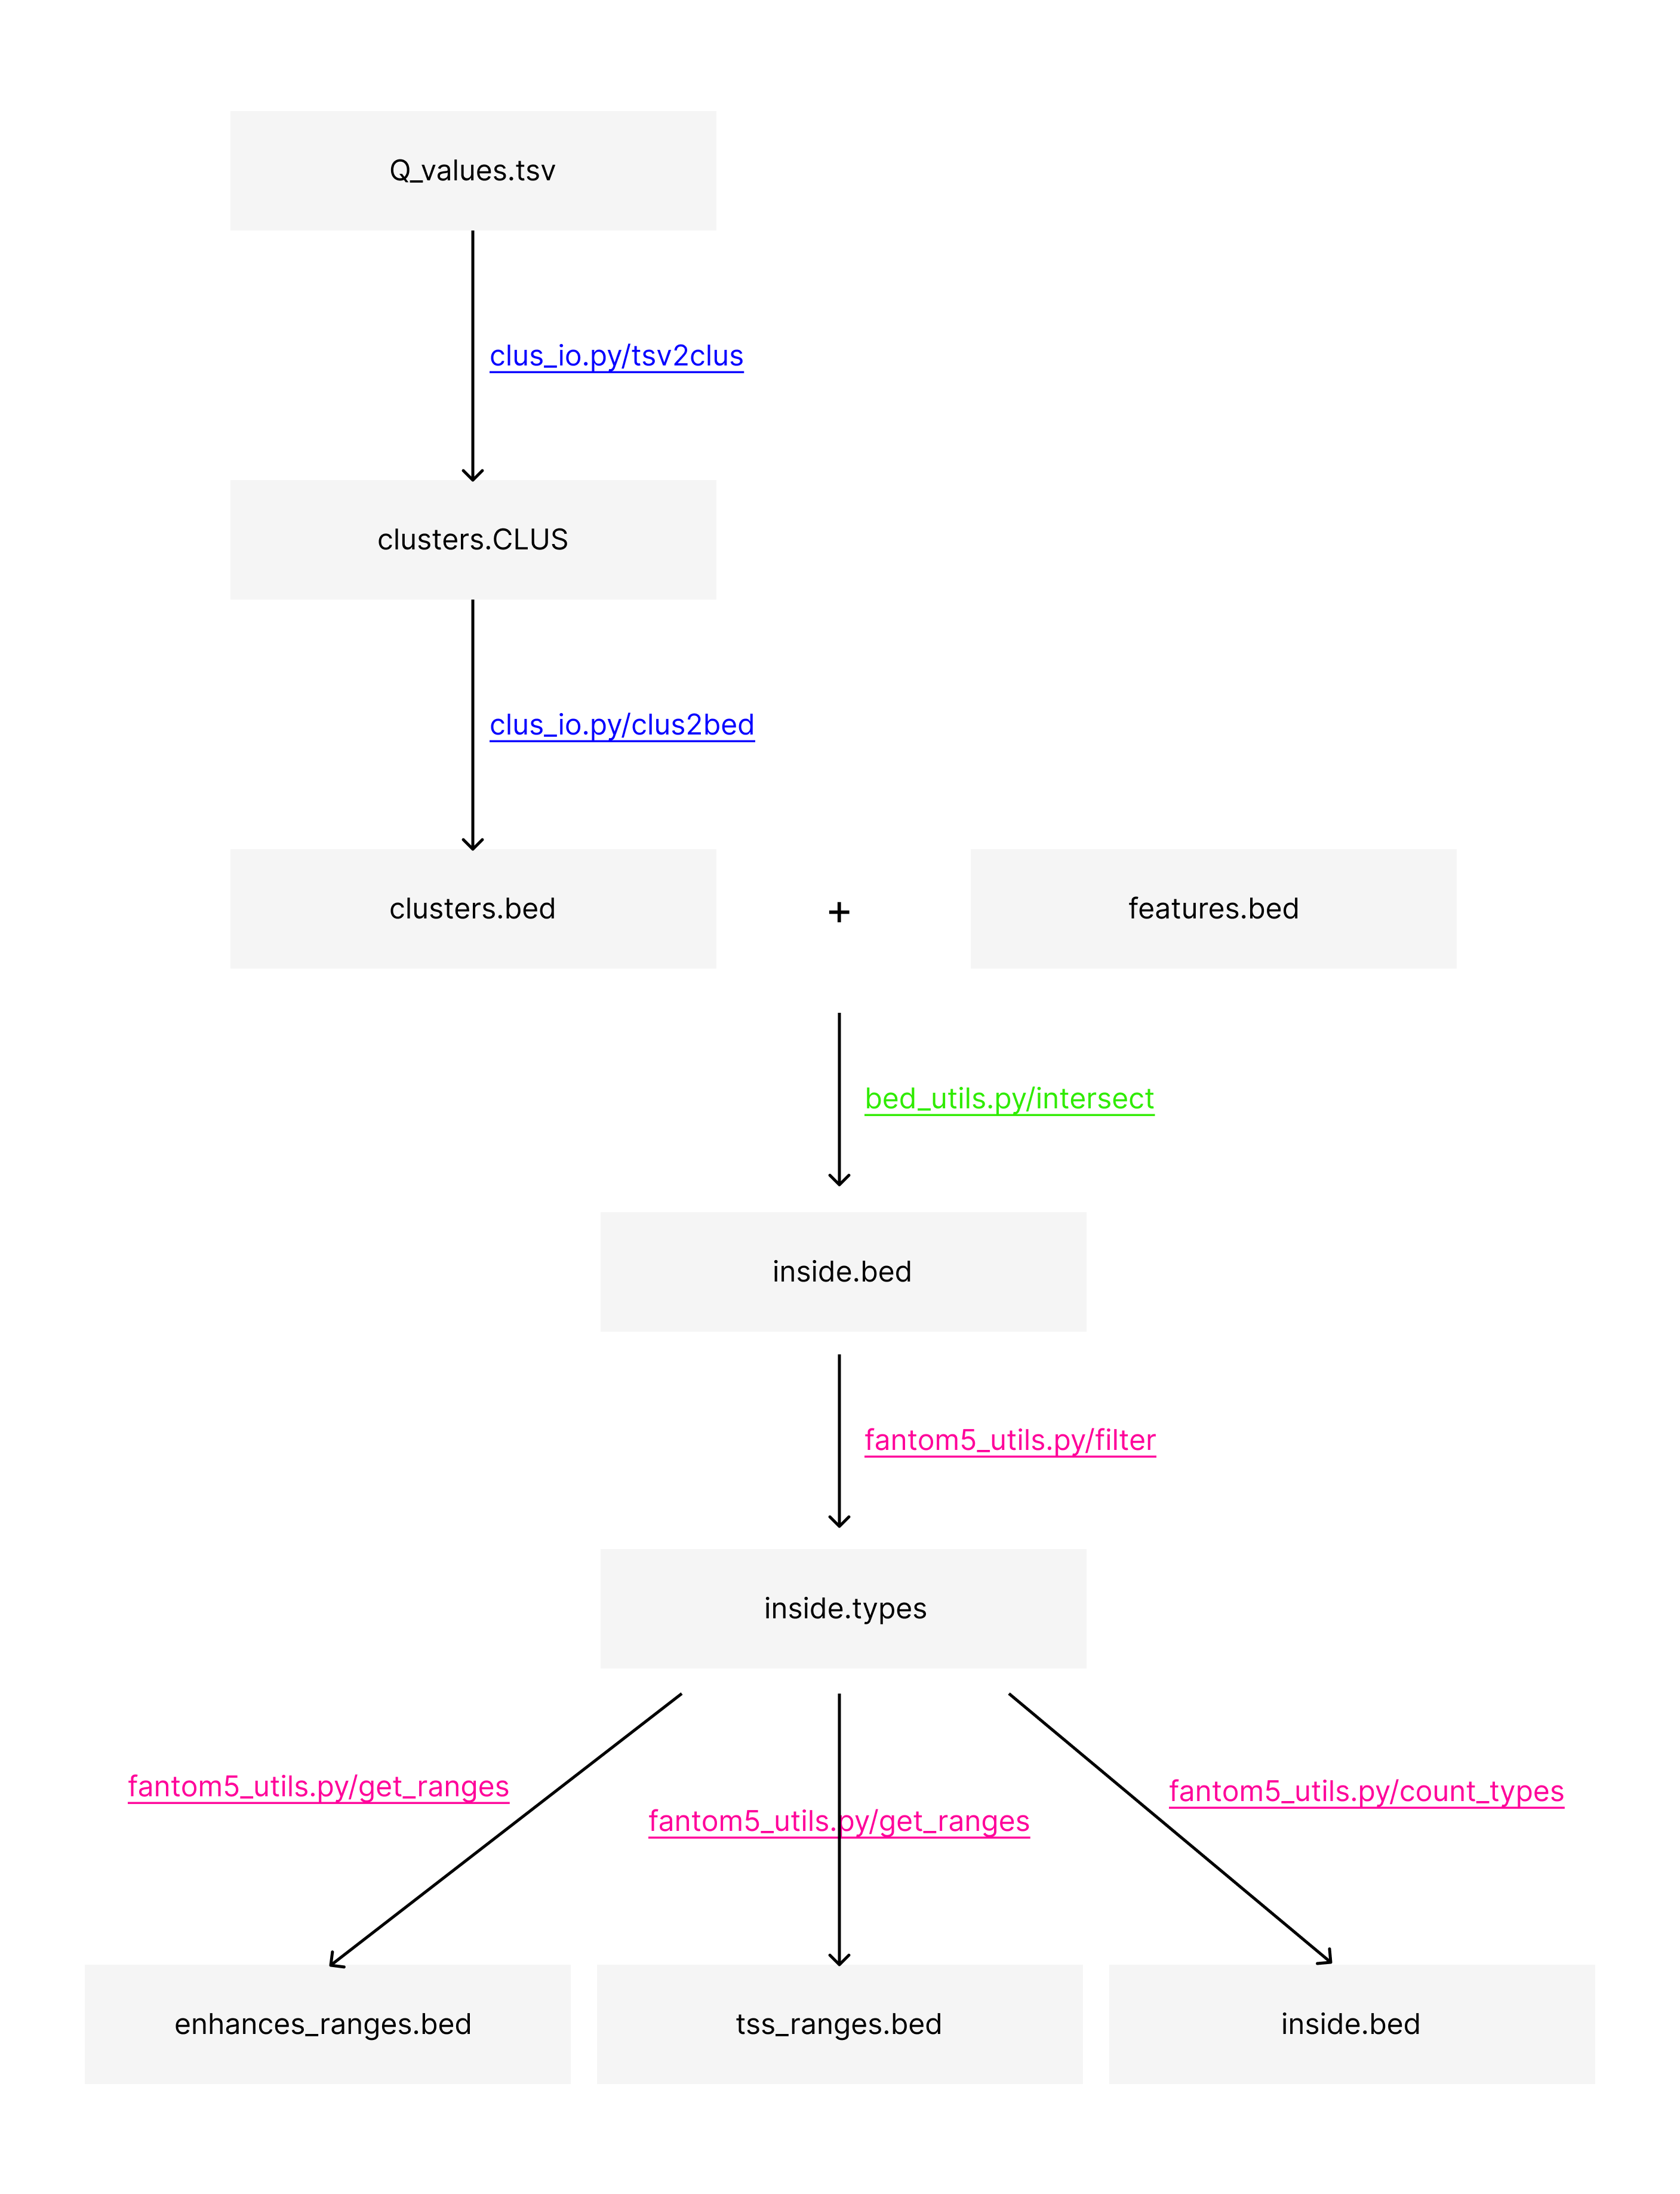 Q_values.tsv
clus_io.py/tsv2clus
clusters.CLUS
clus_io.py/clus2bed
clusters.bed
+
features.bed
bed_utils.py/intersect
inside.bed
fantom5_utils.py/filter
inside.types
fantom5_utils.py/get_ranges
fantom5_utils.py/get_ranges
fantom5_utils.py/count_types
enhances_ranges.bed
tss_ranges.bed
inside.bed